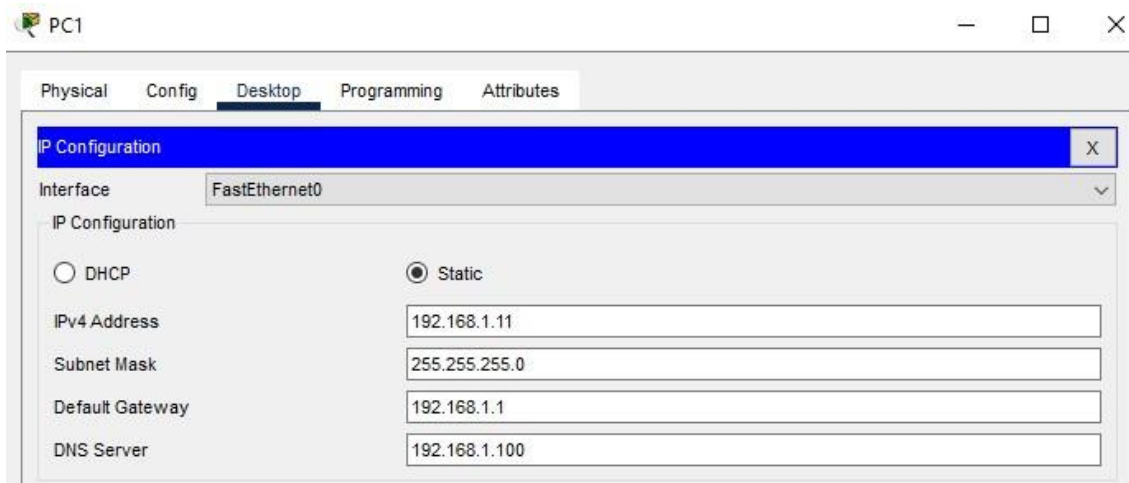 PC1
Physical Config Desktop Programming Attributes
IP Configuration X
Interface FastEthernet0
IP Configuration
DHCP Static
IPv4 Address 192.168.1.11
Subnet Mask 255.255.255.0
Default Gateway 192.168.1.1
DNS Server 192.168.1.100